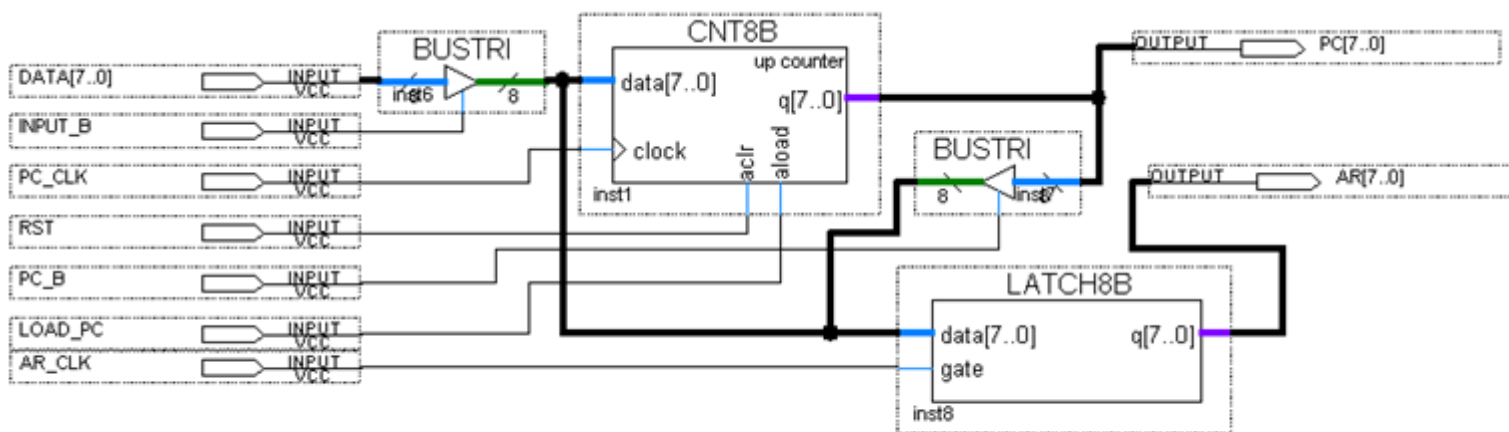 BUSTRI
CNT8B
DATA[7..0] INPUT VCC
inst6 8
data[7..0]
up counter
q[7..0]
OUTPUT PC[7..0]
INPUT_B INPUT VCC
PC_CLK INPUT VCC
clock
aclr
aload
inst1
BUSTRI
8 inst7
OUTPUT AR[7..0]
RST INPUT VCC
PC_B INPUT VCC
LOAD_PC INPUT VCC
AR_CLK INPUT VCC
LATCH8B
data[7..0] q[7..0]
gate
inst8